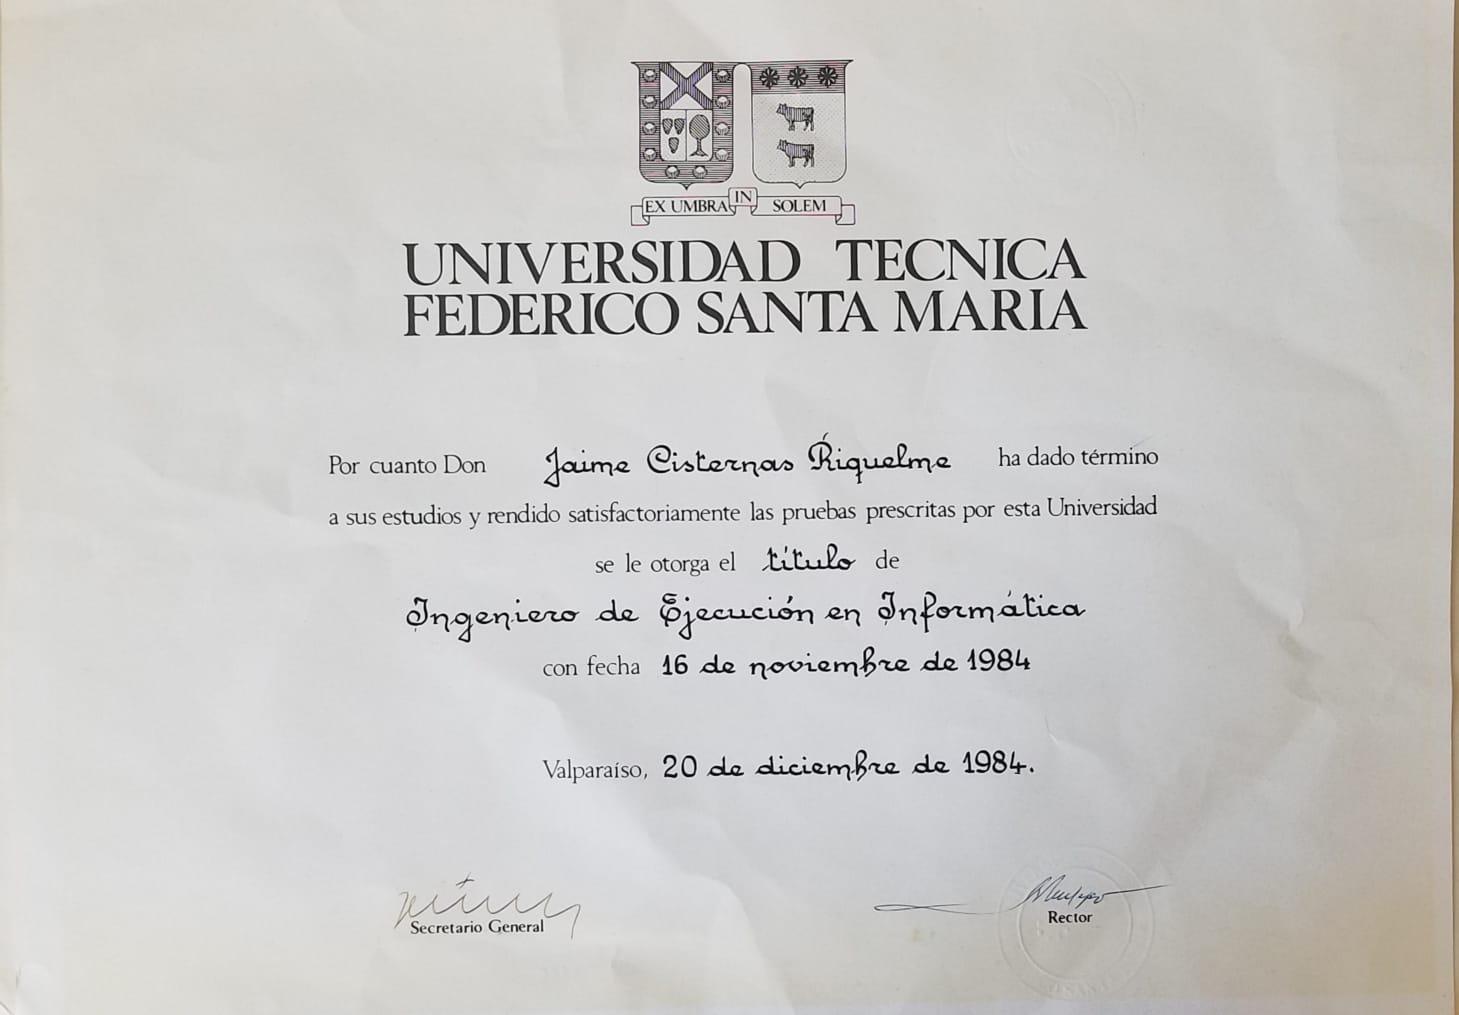 EX UMBRA IN SOLEM
UNIVERSIDAD TECNICA
FEDERICO SANTA MARIA
Por cuanto Don Jaime Cisternas Riquelme ha dado término
a sus estudios y rendido satisfactoriamente las pruebas prescritas por esta Universidad
se le otorga el título de
Ingeniero de Ejecución en Informática
con fecha 16 de noviembre de 1984
Valparaíso, 20 de diciembre de 1984.
Secretario General
Rector